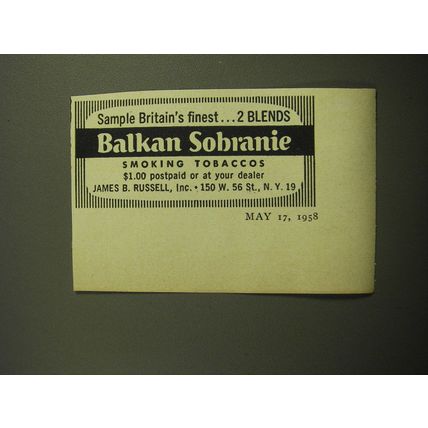 Sample Britain's finest...2 BLENDS
Balkan Sobranie
SMOKING TOBACCOS
$1.00 postpaid or at your dealer
JAMES B. RUSSELL, Inc. • 150 W. 56 St., N. Y. 19
MAY 17, 1958